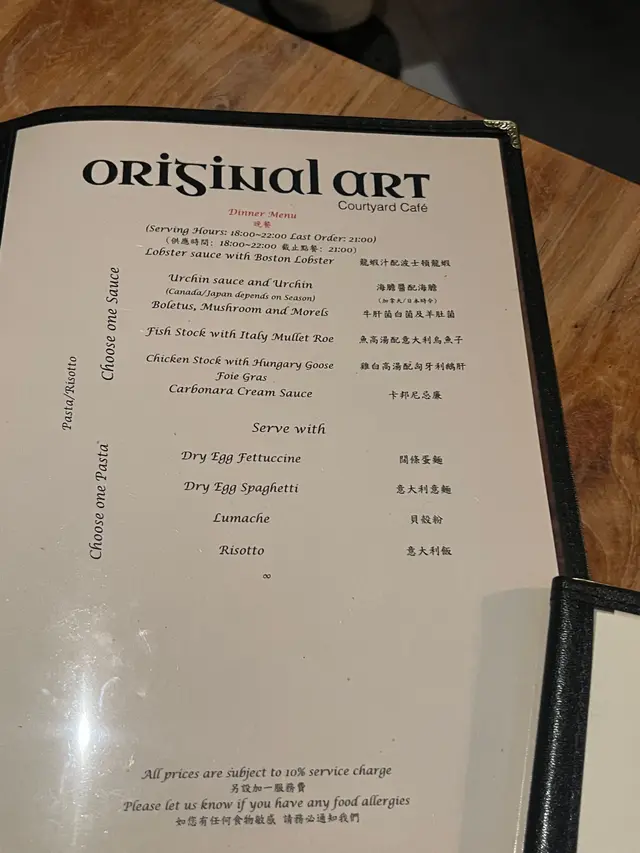 ORIGINAL ART
Courtyard Café
Dinner Menu
晚餐
(Serving Hours: 18:00~22:00 Last Order: 21:00)
(供應時間: 18:00~22:00 截止點餐: 21:00)
Lobster sauce with Boston Lobster 龍蝦汁配波士頓龍蝦
Urchin sauce and Urchin 海膽醬配海膽
(Canada/Japan depends on Season) (加拿大/日本時令)
Boletus, Mushroom and Morels 牛肝菌白菌及羊肚菌
Fish Stock with Italy Mullet Roe 魚高湯配意大利烏魚子
Chicken Stock with Hungary Goose 雞白高湯配匈牙利鵝肝
Foie Gras
Carbonara Cream Sauce 卡邦尼忌廉
Choose one Sauce
Pasta/Risotto
Serve with
Dry Egg Fettuccine 闊條蛋麵
Dry Egg Spaghetti 意大利意麵
Lumache 貝殼粉
Risotto 意大利飯
Choose one Pasta
∞
All prices are subject to 10% service charge
另設加一服務費
Please let us know if you have any food allergies
如您有任何食物敏感 請務必通知我們